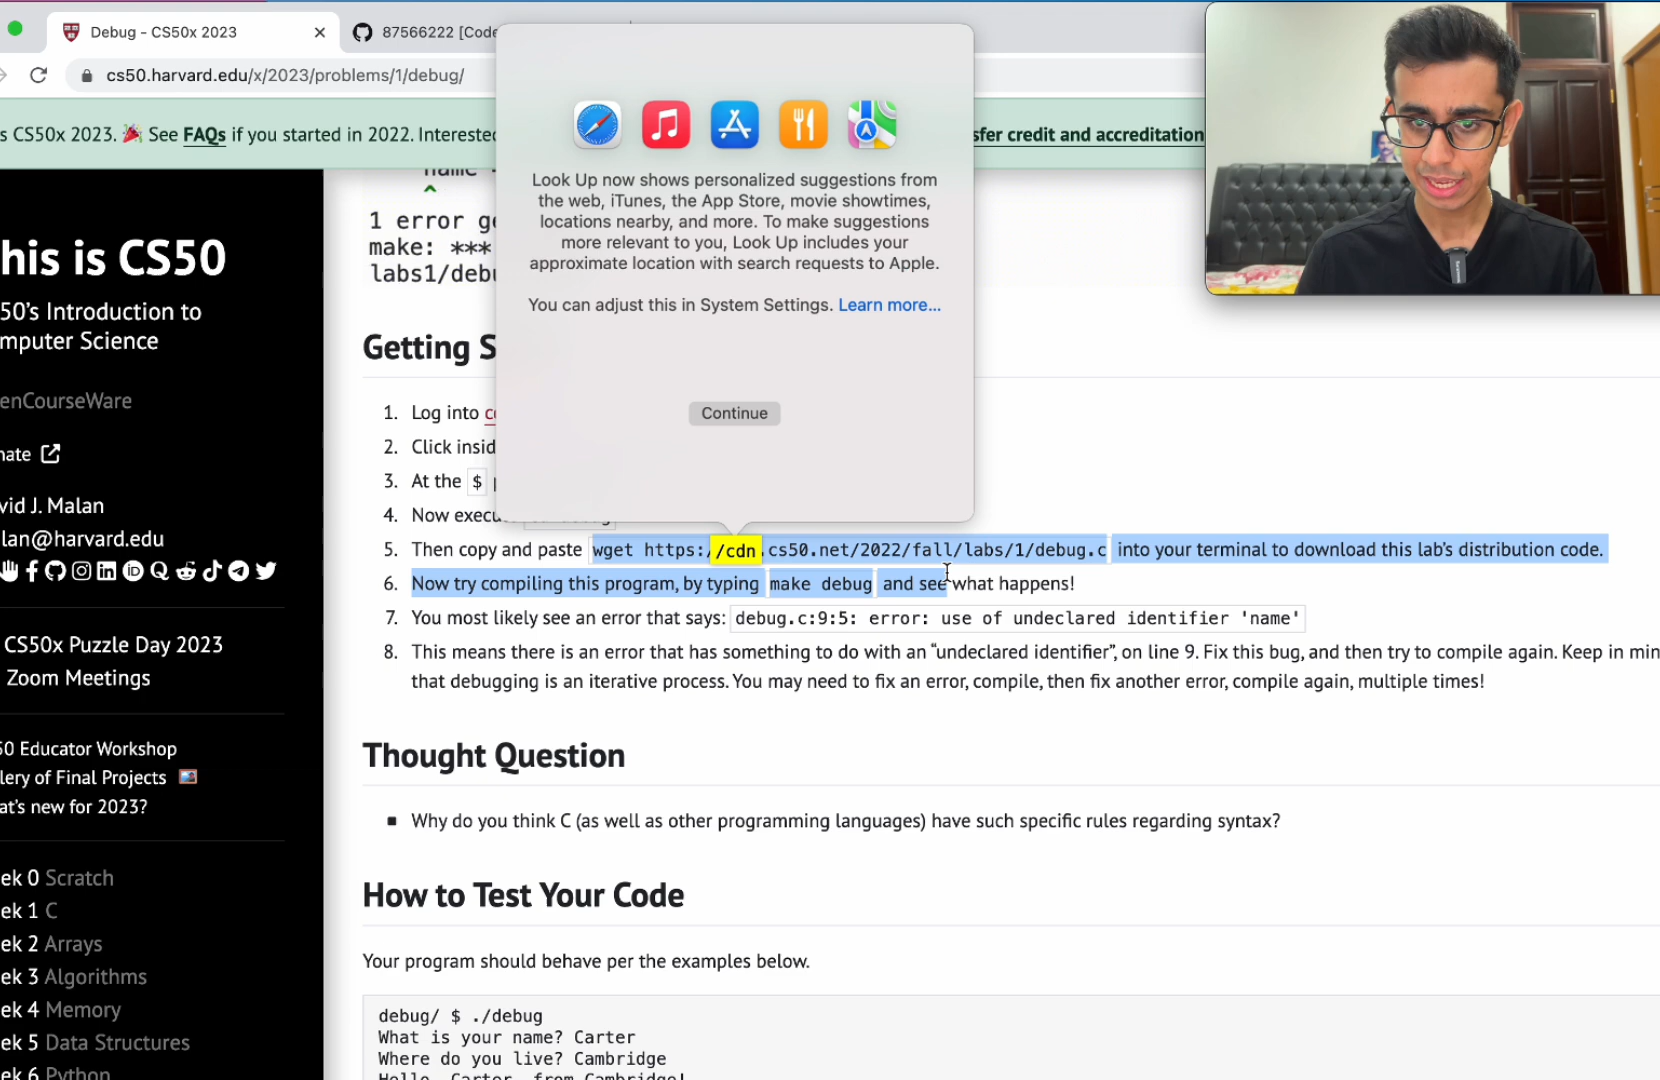 Debug - CS50x 2023
87566222 [Code
cs50.harvard.edu/x/2023/problems/1/debug/
s CS50x 2023. 🎉 See FAQs if you started in 2022. Interested
sfer credit and accreditation
name
^
1 error ge
make: ***
labs1/debu
Look Up now shows personalized suggestions from
the web, iTunes, the App Store, movie showtimes,
locations nearby, and more. To make suggestions
more relevant to you, Look Up includes your
approximate location with search requests to Apple.
You can adjust this in System Settings. Learn more...
Continue
his is CS50
50's Introduction to
mputer Science
enCourseWare
nate
vid J. Malan
lan@harvard.edu
CS50x Puzzle Day 2023
Zoom Meetings
50 Educator Workshop
lery of Final Projects
at's new for 2023?
ek 0 Scratch
ek 1 C
ek 2 Arrays
ek 3 Algorithms
ek 4 Memory
ek 5 Data Structures
ek 6 Python
Getting S
1. Log into c
2. Click insid
3. At the $
4. Now execu
5. Then copy and paste wget https://cdn.cs50.net/2022/fall/labs/1/debug.c into your terminal to download this lab's distribution code.
6. Now try compiling this program, by typing make debug and see what happens!
7. You most likely see an error that says: debug.c:9:5: error: use of undeclared identifier 'name'
8. This means there is an error that has something to do with an “undeclared identifier”, on line 9. Fix this bug, and then try to compile again. Keep in min
that debugging is an iterative process. You may need to fix an error, compile, then fix another error, compile again, multiple times!
Thought Question
▪ Why do you think C (as well as other programming languages) have such specific rules regarding syntax?
How to Test Your Code
Your program should behave per the examples below.
debug/ $ ./debug
What is your name? Carter
Where do you live? Cambridge
Hello, Carter, from Cambridge!